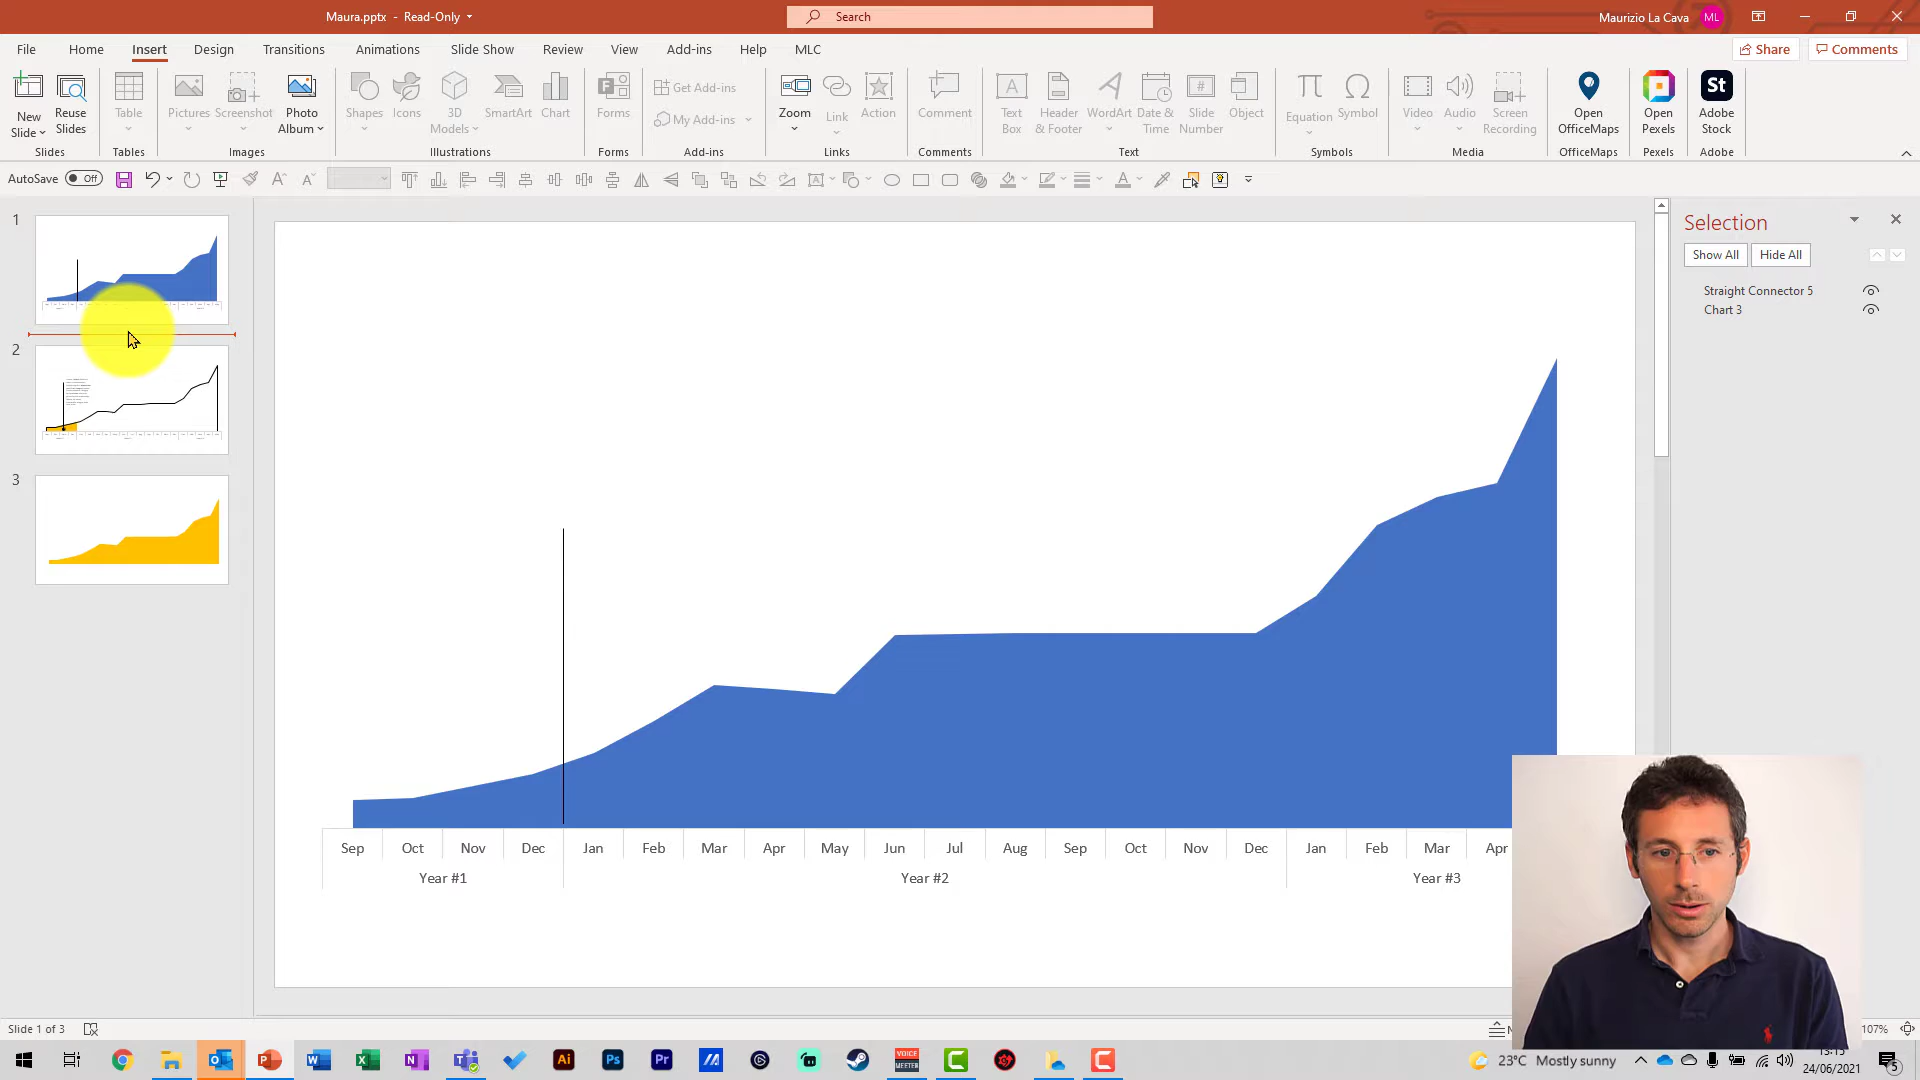 Maura.pptx - Read-Only
Search
Maurizio La Cava ML
File Home Insert Design Transitions Animations Slide Show Review View Add-ins Help MLC
Share Comments
New Slide
Reuse Slides
Table
Pictures
Screenshot
Photo Album
Shapes
Icons
3D Models
SmartArt
Chart
Forms
Get Add-ins
My Add-ins
Zoom
Link
Action
Comment
Text Box
Header & Footer
WordArt
Date & Time
Slide Number
Object
Equation
Symbol
Video
Audio
Screen Recording
Open OfficeMaps
Open Pexels
St
Adobe Stock
Slides Tables Images Illustrations Forms Add-ins Links Comments Text Symbols Media OfficeMaps Pexels Adobe
AutoSave Off
1
2
3
Selection
Show All Hide All
Straight Connector 5
Chart 3
Sep Oct Nov Dec Jan Feb Mar Apr May Jun Jul Aug Sep Oct Nov Dec Jan Feb Mar Apr
Year #1 Year #2 Year #3
Slide 1 of 3
107%
VOICE MEETER
23°C Mostly sunny
13:15
24/06/2021
5